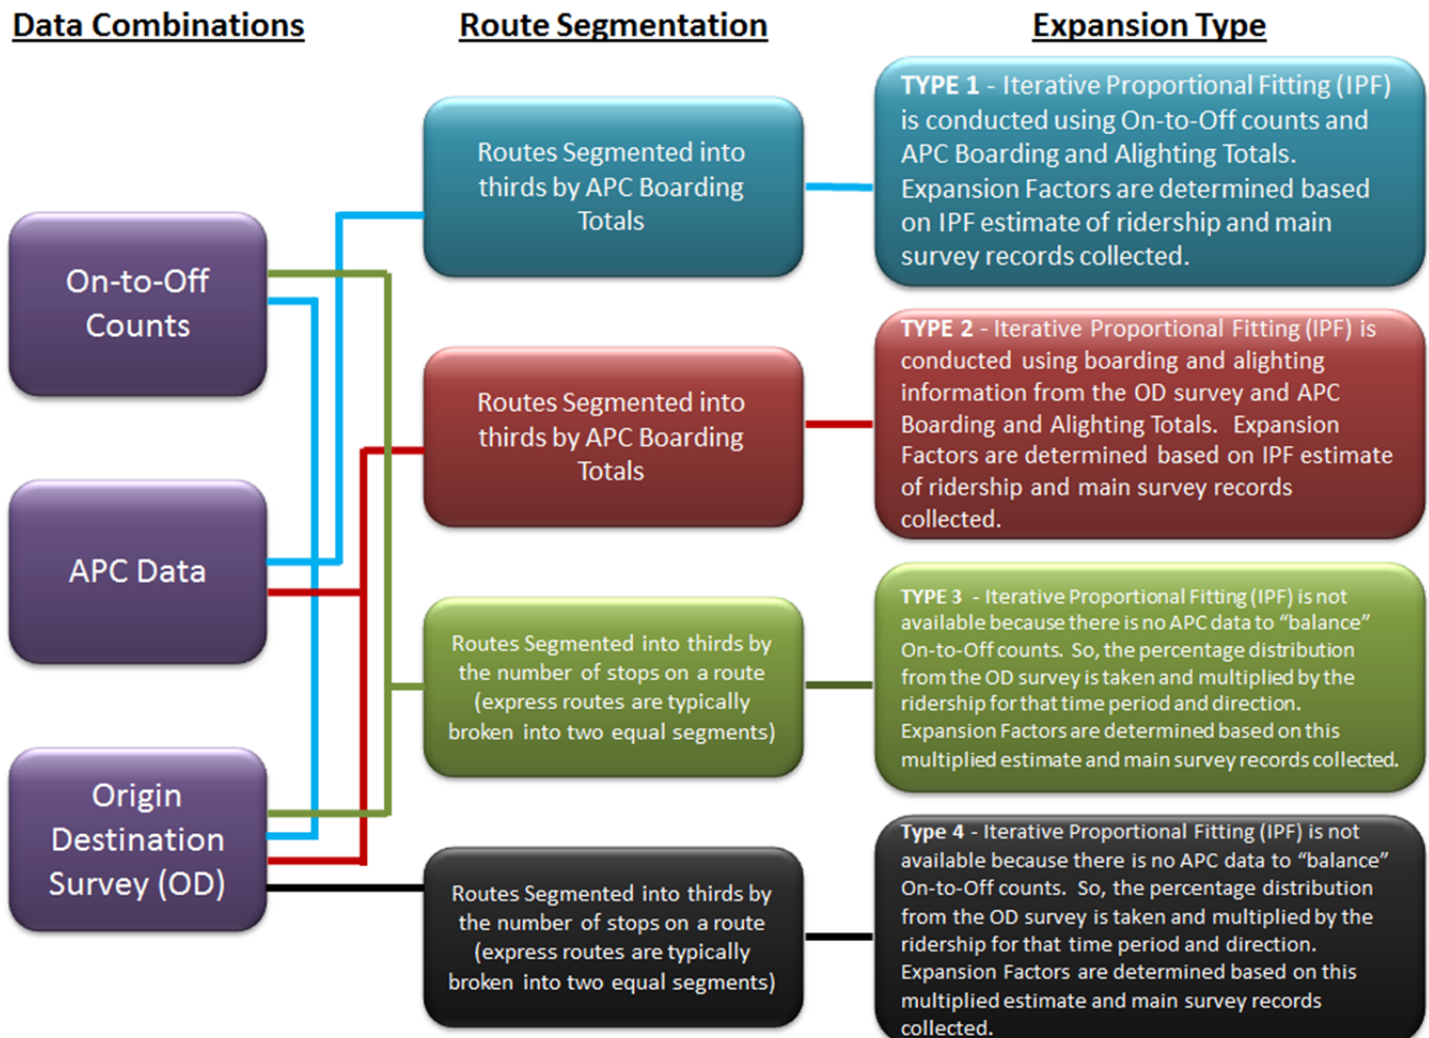 Data Combinations
Route Segmentation
Expansion Type
On-to-Off
Counts
APC Data
Origin
Destination
Survey (OD)
Routes Segmented into
thirds by APC Boarding
Totals
Routes Segmented into
thirds by APC Boarding
Totals
Routes Segmented into thirds by
the number of stops on a route
(express routes are typically
broken into two equal segments)
Routes Segmented into thirds by
the number of stops on a route
(express routes are typically
broken into two equal segments)
TYPE 1 - Iterative Proportional Fitting (IPF)
is conducted using On-to-Off counts and
APC Boarding and Alighting Totals.
Expansion Factors are determined based
on IPF estimate of ridership and main
survey records collected.
TYPE 2 - Iterative Proportional Fitting (IPF) is
conducted using boarding and alighting
information from the OD survey and APC
Boarding and Alighting Totals. Expansion
Factors are determined based on IPF estimate
of ridership and main survey records
collected.
TYPE 3 - Iterative Proportional Fitting (IPF) is not
available because there is no APC data to “balance”
On-to-Off counts. So, the percentage distribution
from the OD survey is taken and multiplied by the
ridership for that time period and direction.
Expansion Factors are determined based on this
multiplied estimate and main survey records collected.
Type 4 - Iterative Proportional Fitting (IPF) is not
available because there is no APC data to “balance”
On-to-Off counts. So, the percentage distribution
from the OD survey is taken and multiplied by the
ridership for that time period and direction.
Expansion Factors are determined based on this
multiplied estimate and main survey records
collected.